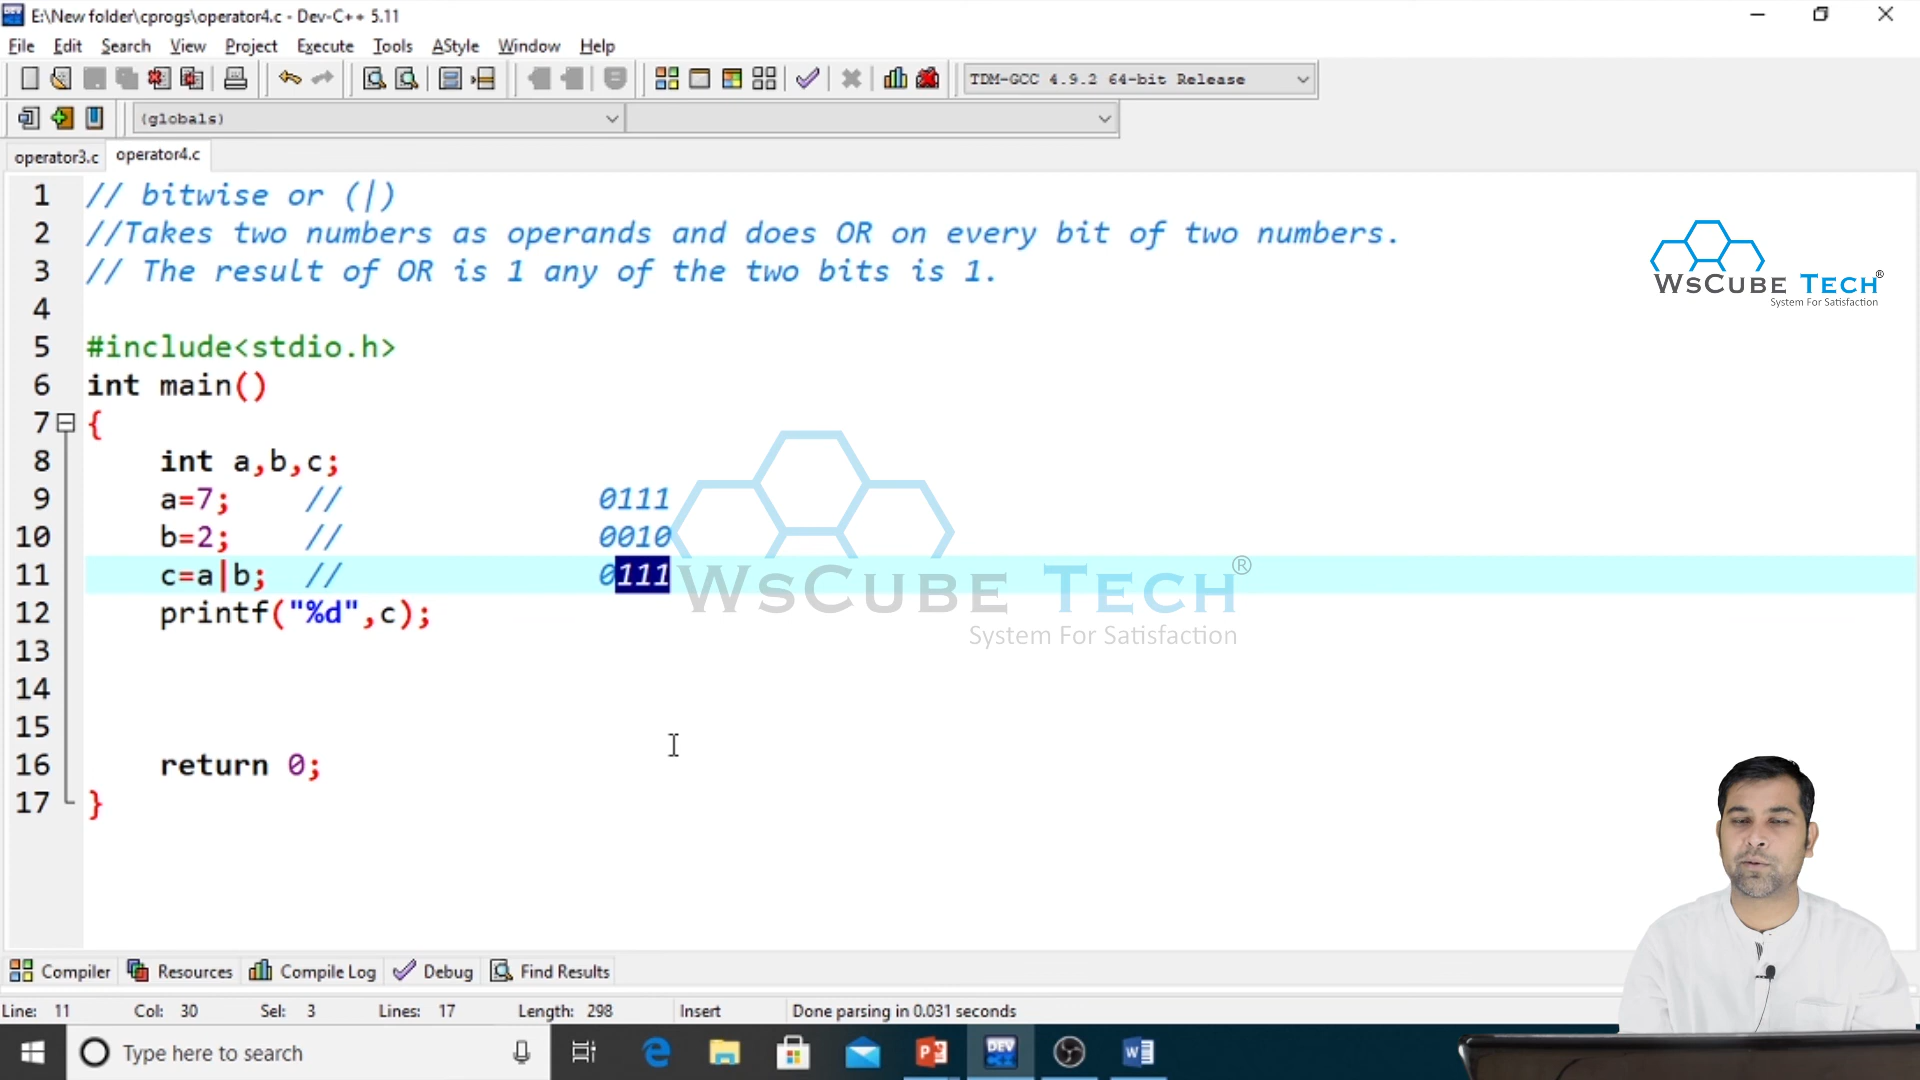 E:\New folder\cprogs\operator4.c - Dev-C++ 5.11
File Edit Search View Project Execute Tools AStyle Window Help
TDM-GCC 4.9.2 64-bit Release
(globals)
operator3.c operator4.c
1 // bitwise or (|)
2 //Takes two numbers as operands and does OR on every bit of two numbers.
3 // The result of OR is 1 any of the two bits is 1.
4
5 #include<stdio.h>
6 int main()
7 {
8 int a,b,c;
9 a=7; // 0111
10 b=2; // 0010
11 c=a|b; // 0111
12 printf("%d",c);
13
14
15
16 return 0;
17 }
WsCube Tech®
System For Satisfaction
WsCube Tech®
System For Satisfaction
Compiler Resources Compile Log Debug Find Results
Line: 11 Col: 30 Sel: 3 Lines: 17 Length: 298 Insert Done parsing in 0.031 seconds
Type here to search